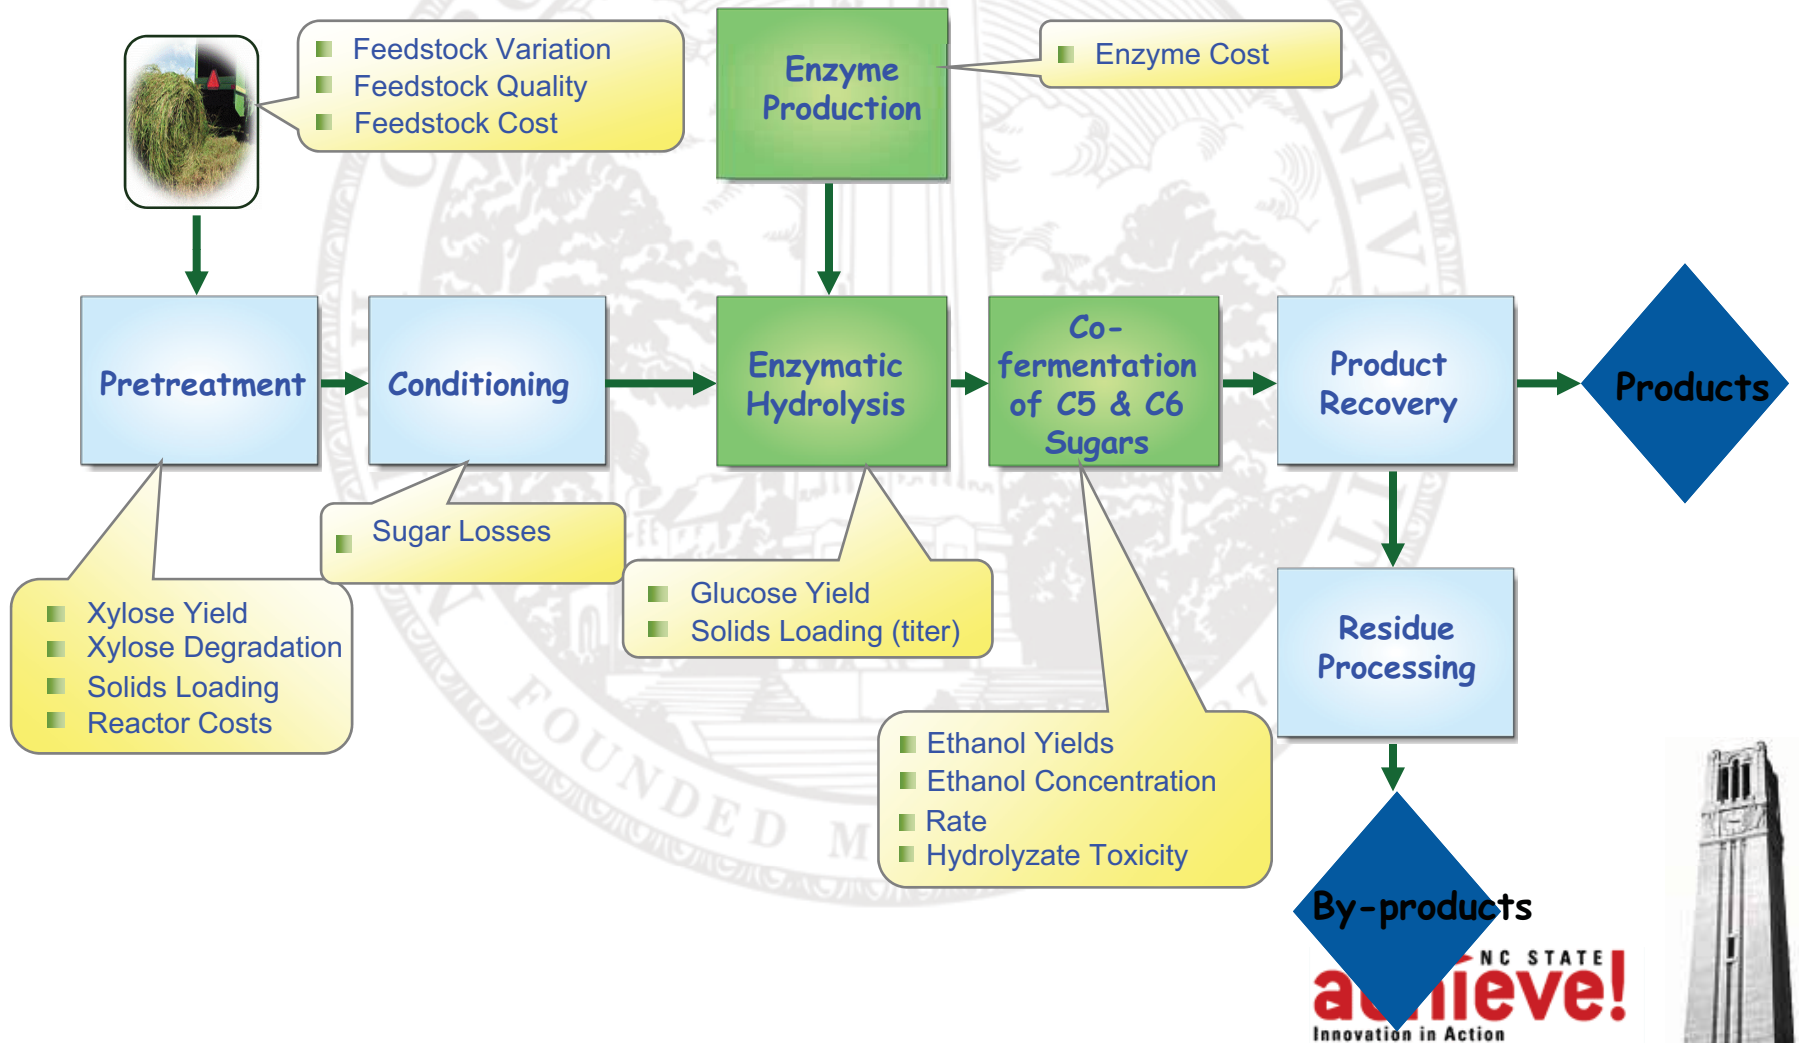 Feedstock Variation
Feedstock Quality
Feedstock Cost
Enzyme
Production
Enzyme Cost
Pretreatment
Conditioning
Enzymatic
Hydrolysis
Co-
fermentation
of C5 & C6
Sugars
Product
Recovery
Products
Sugar Losses
Xylose Yield
Xylose Degradation
Solids Loading
Reactor Costs
Glucose Yield
Solids Loading (titer)
Ethanol Yields
Ethanol Concentration
Rate
Hydrolyzate Toxicity
Residue
Processing
By-products
NC STATE
achieve!
Innovation in Action
FOUNDED